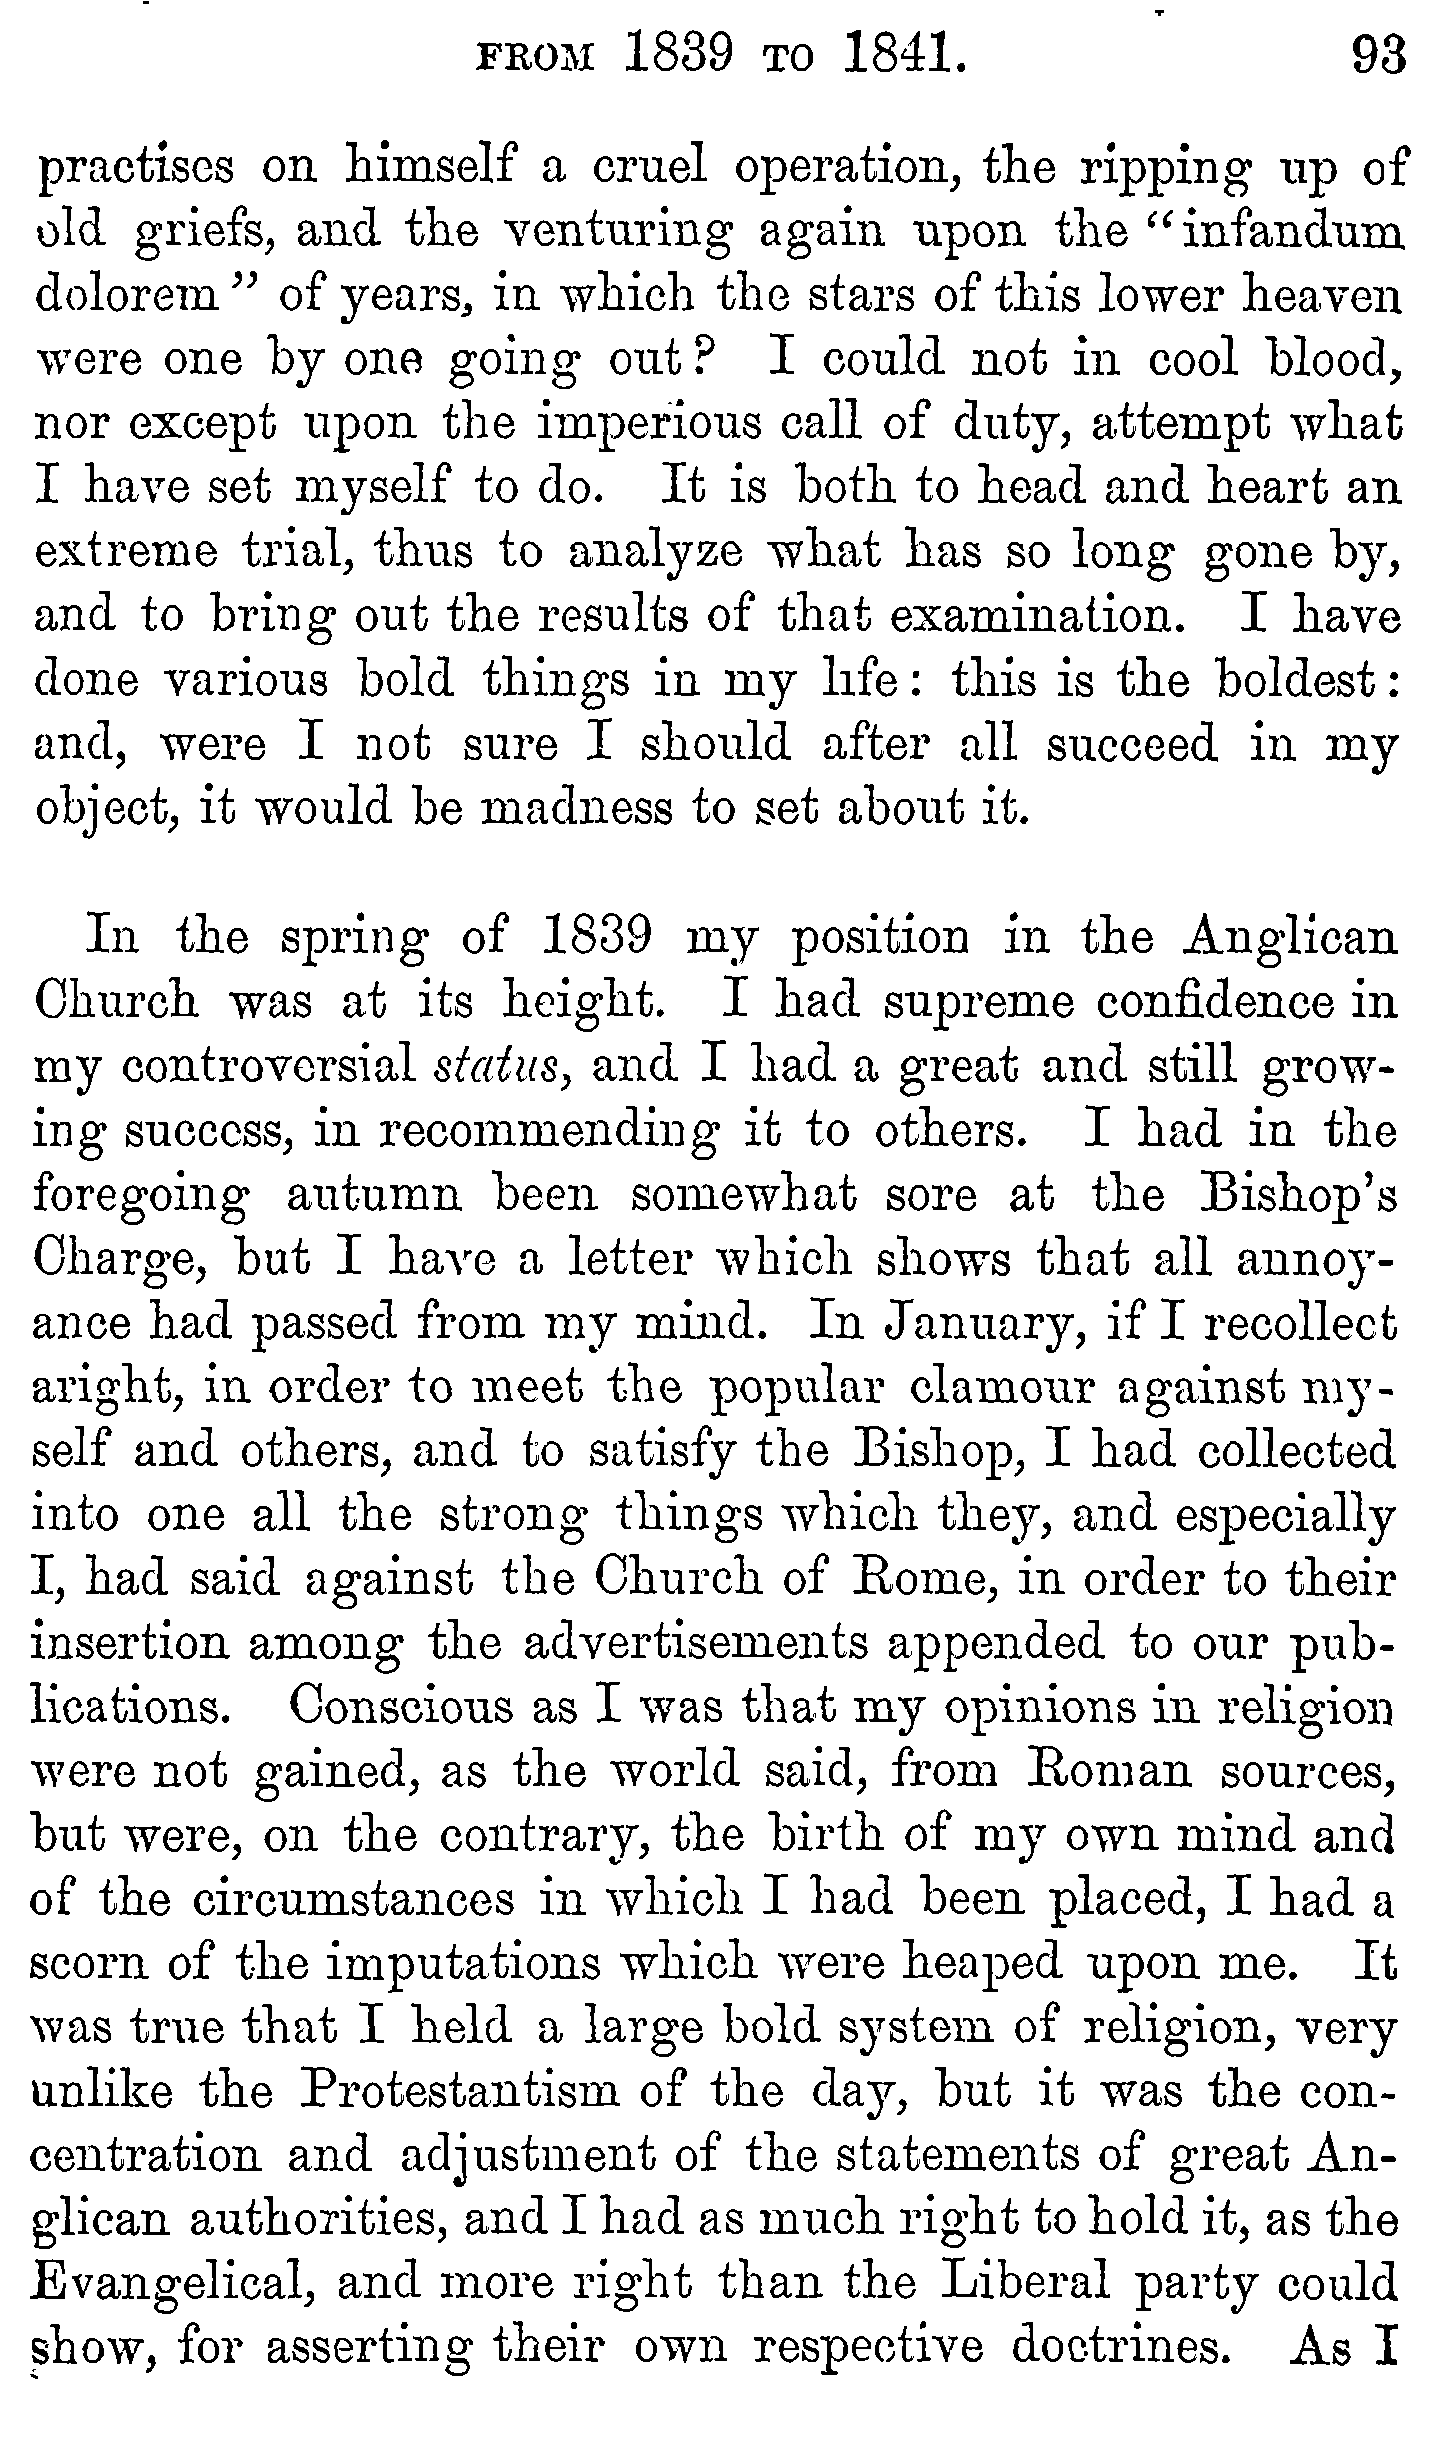 FROM 1839 TO 1841. 93
practises on himself a cruel operation, the ripping up of
old griefs, and the venturing again upon the “infandum
dolorem” of years, in which the stars of this lower heaven
were one by one going out? I could not in cool blood,
nor except upon the imperious call of duty, attempt what
I have set myself to do. It is both to head and heart an
extreme trial, thus to analyze what has so long gone by,
and to bring out the results of that examination. I have
done various bold things in my life: this is the boldest:
and, were I not sure I should after all succeed in my
object, it would be madness to set about it.
In the spring of 1839 my position in the Anglican
Church was at its height. I had supreme confidence in
my controversial status, and I had a great and still grow-
ing success, in recommending it to others. I had in the
foregoing autumn been somewhat sore at the Bishop’s
Charge, but I have a letter which shows that all annoy-
ance had passed from my mind. In January, if I recollect
aright, in order to meet the popular clamour against my-
self and others, and to satisfy the Bishop, I had collected
into one all the strong things which they, and especially
I, had said against the Church of Rome, in order to their
insertion among the advertisements appended to our pub-
lications. Conscious as I was that my opinions in religion
were not gained, as the world said, from Roman sources,
but were, on the contrary, the birth of my own mind and
of the circumstances in which I had been placed, I had a
scorn of the imputations which were heaped upon me. It
was true that I held a large bold system of religion, very
unlike the Protestantism of the day, but it was the con-
centration and adjustment of the statements of great An-
glican authorities, and I had as much right to hold it, as the
Evangelical, and more right than the Liberal party could
show, for asserting their own respective doctrines. As I